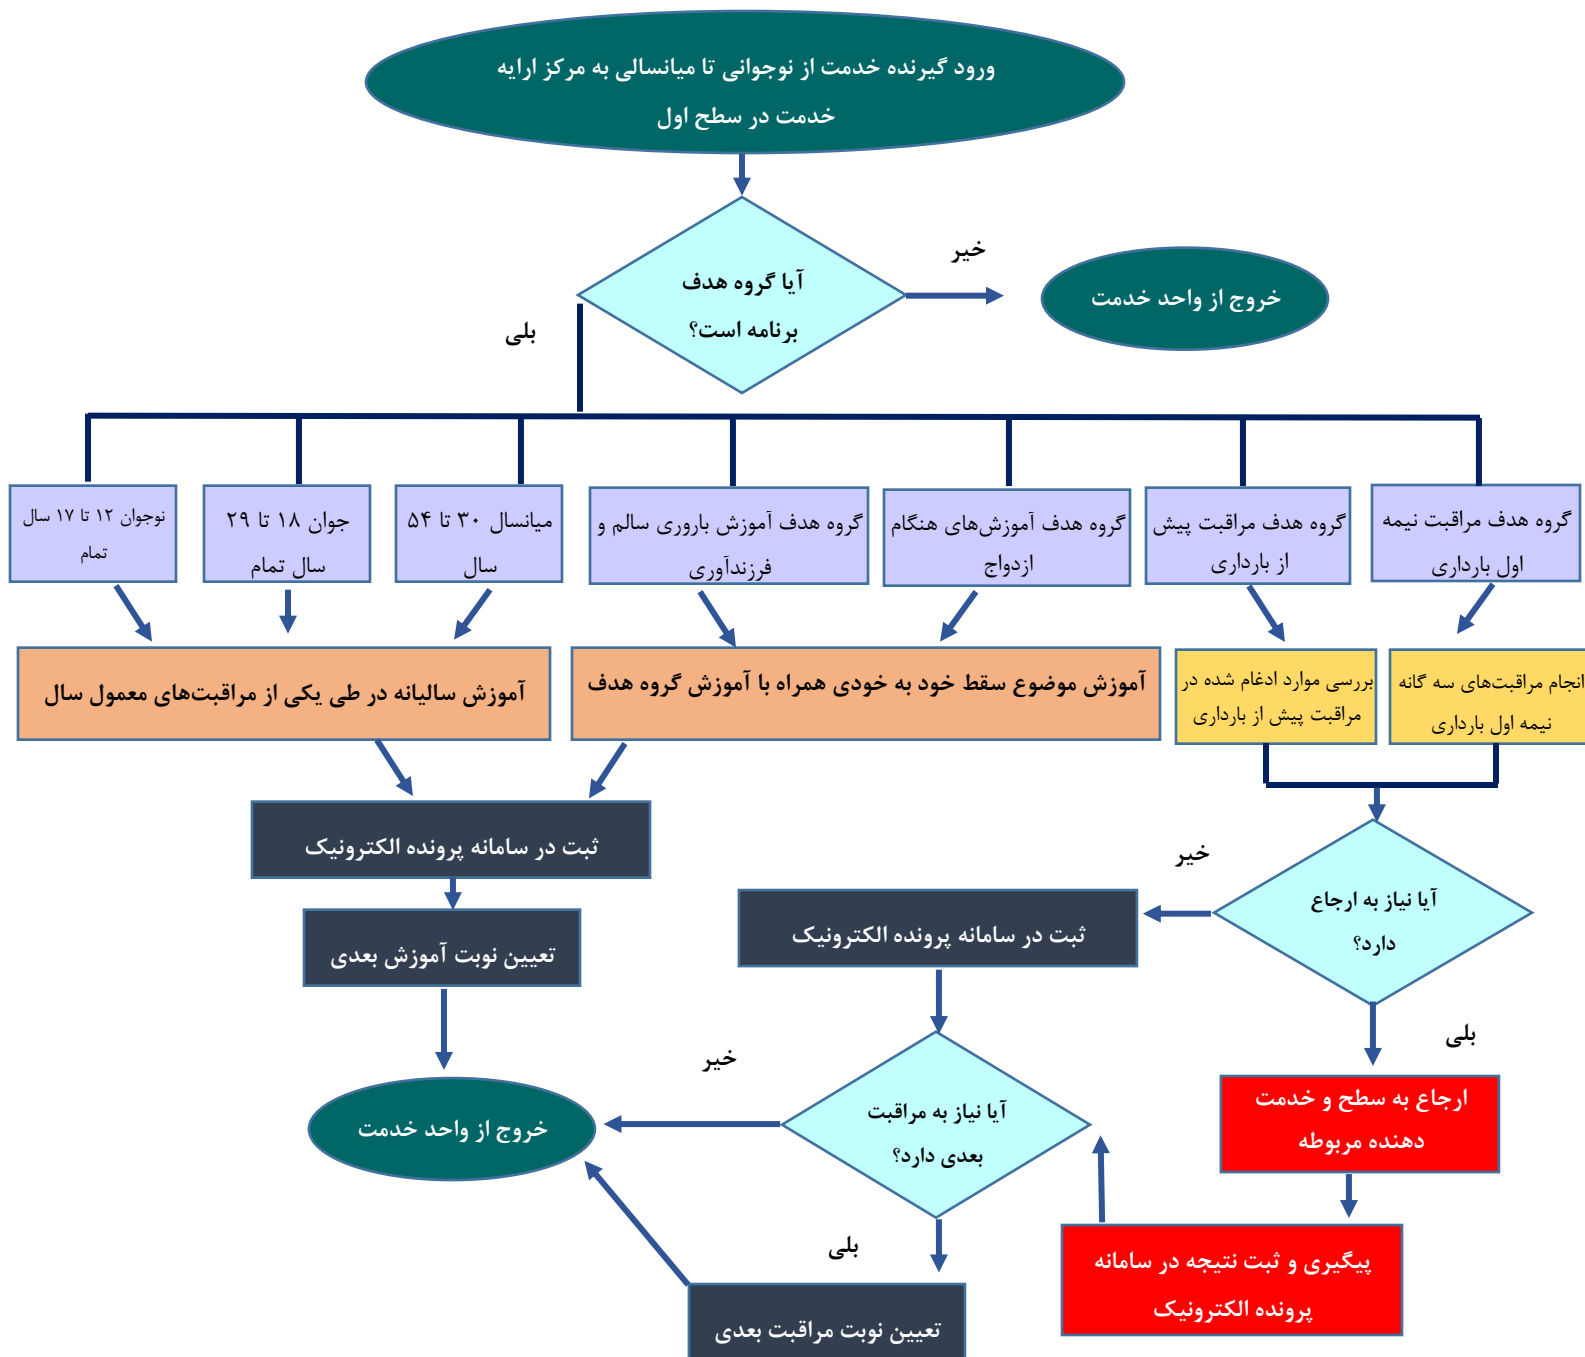 ورود گیرنده خدمت از نوجوانی تا میانسالی به مرکز ارایه
خدمت در سطح اول
آیا گروه هدف
برنامه است؟
خیر
خروج از واحد خدمت
بلی
گروه هدف مراقبت نیمه
اول بارداری
گروه هدف مراقبت پیش
از بارداری
گروه هدف آموزش‌های هنگام
ازدواج
گروه هدف آموزش باروری سالم و
فرزندآوری
میانسال ۳۰ تا ۵۴
سال
جوان ۱۸ تا ۲۹
سال تمام
نوجوان ۱۲ تا ۱۷ سال
تمام
انجام مراقبت‌های سه گانه
نیمه اول بارداری
بررسی موارد ادغام شده در
مراقبت پیش از بارداری
آموزش موضوع سقط خود به خودی همراه با آموزش گروه هدف
آموزش سالیانه در طی یکی از مراقبت‌های معمول سال
ثبت در سامانه پرونده الکترونیک
تعیین نوبت آموزش بعدی
خروج از واحد خدمت
آیا نیاز به ارجاع
دارد؟
خیر
ثبت در سامانه پرونده الکترونیک
بلی
ارجاع به سطح و خدمت
دهنده مربوطه
پیگیری و ثبت نتیجه در سامانه
پرونده الکترونیک
آیا نیاز به مراقبت
بعدی دارد؟
خیر
بلی
تعیین نوبت مراقبت بعدی